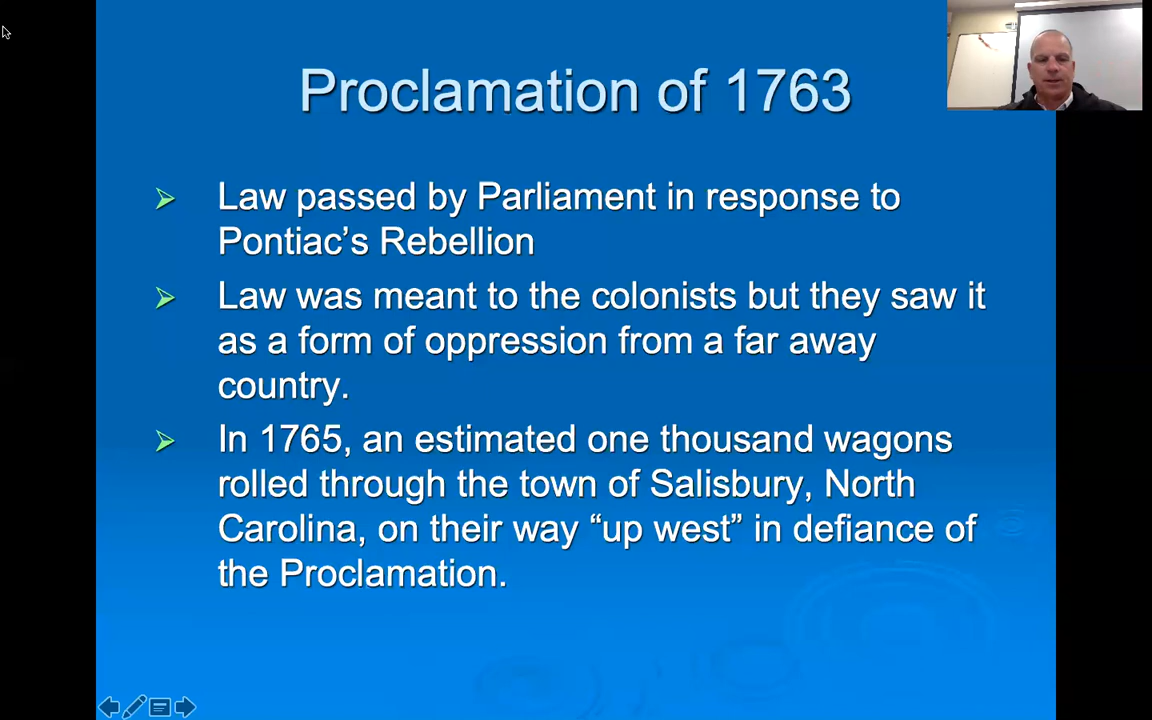 Proclamation of 1763
Law passed by Parliament in response to
Pontiac’s Rebellion
Law was meant to the colonists but they saw it
as a form of oppression from a far away
country.
In 1765, an estimated one thousand wagons
rolled through the town of Salisbury, North
Carolina, on their way “up west” in defiance of
the Proclamation.